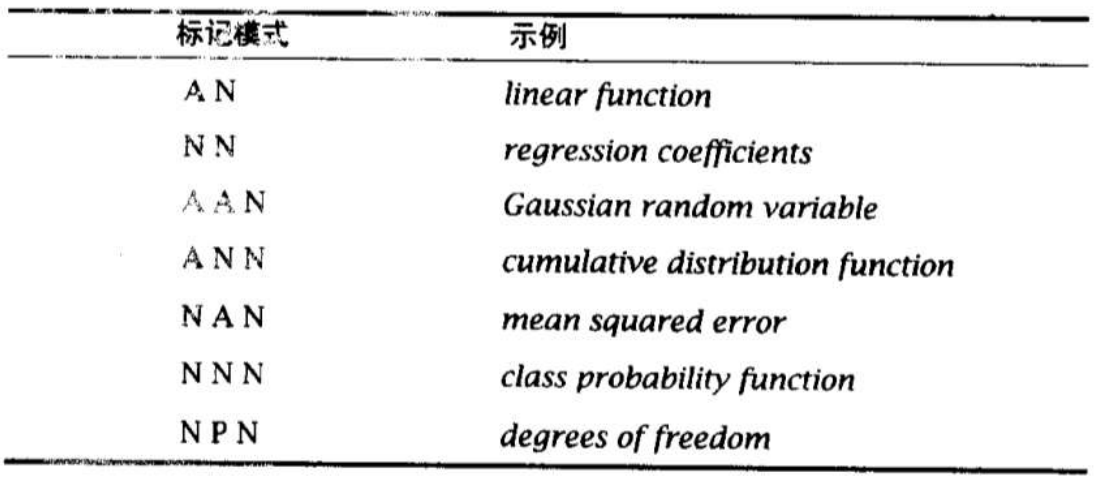 标记模式 示例
A N linear function
N N regression coefficients
A A N Gaussian random variable
A N N cumulative distribution function
N A N mean squared error
N N N class probability function
N P N degrees of freedom